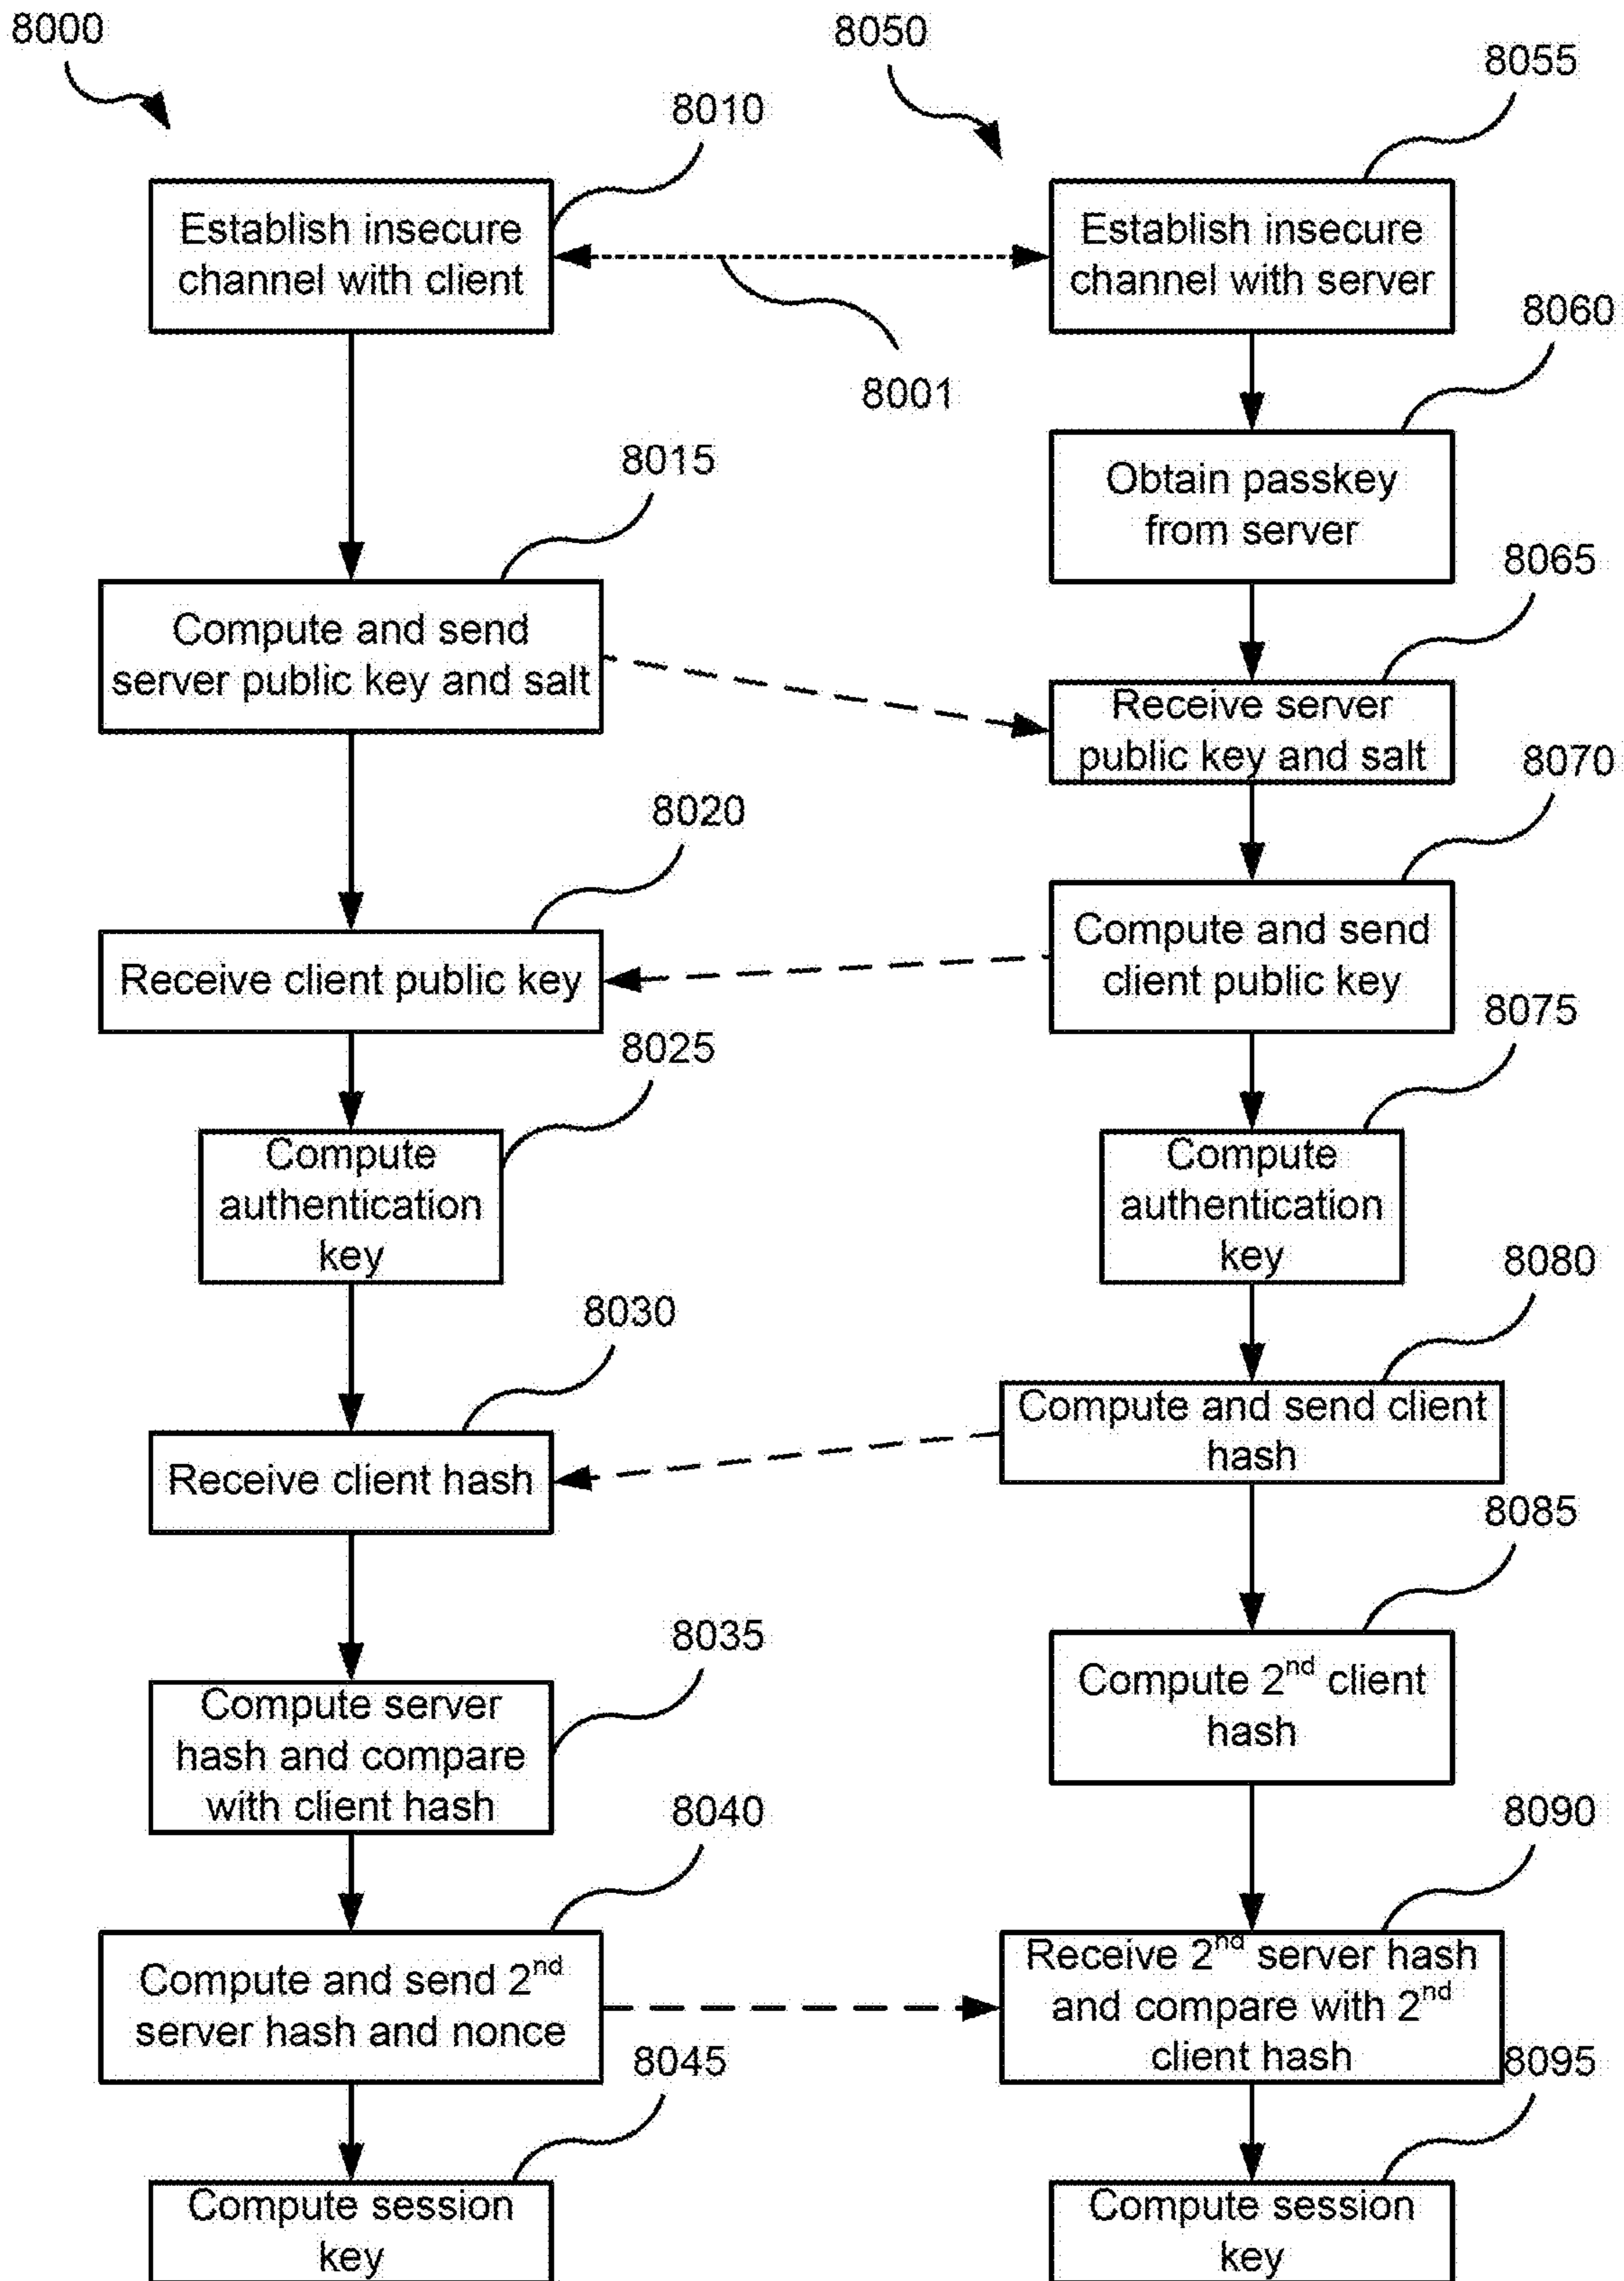 8000
8050
8055
8010
Establish insecure
channel with client
Establish insecure
channel with server
8060
8001
8015
Obtain passkey
from server
8065
Compute and send
server public key and salt
Receive server
public key and salt
8070
8020
Receive client public key
Compute and send
client public key
8075
8025
Compute
authentication
key
Compute
authentication
key
8080
8030
Compute and send client
hash
Receive client hash
8085
8035
Compute 2nd client
hash
Compute server
hash and compare
with client hash
8040
8090
Compute and send 2nd
server hash and nonce
Receive 2nd server hash
and compare with 2nd
client hash
8045
8095
Compute session
key
Compute session
key